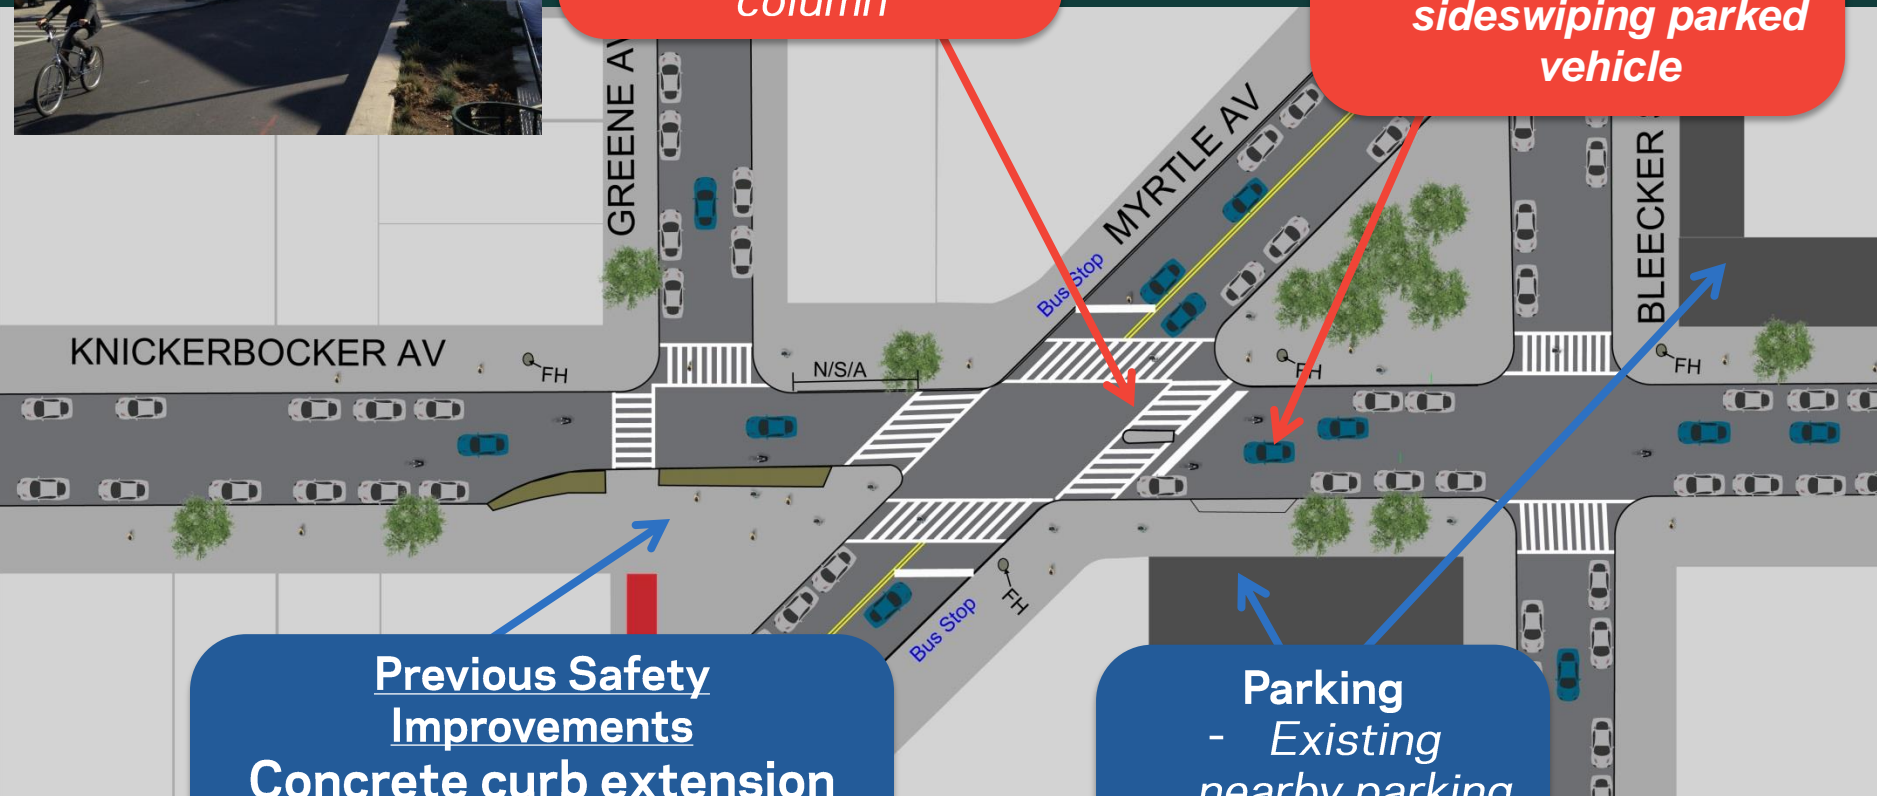 column
sideswiping parked
vehicle
GREENE AV
MYRTLE AV
BLEECKER
Bus Stop
KNICKERBOCKER AV
FH
N/S/A
FH
FH
FH
Bus Stop
Previous Safety
Improvements
Concrete curb extension
Parking
- Existing
nearby parking